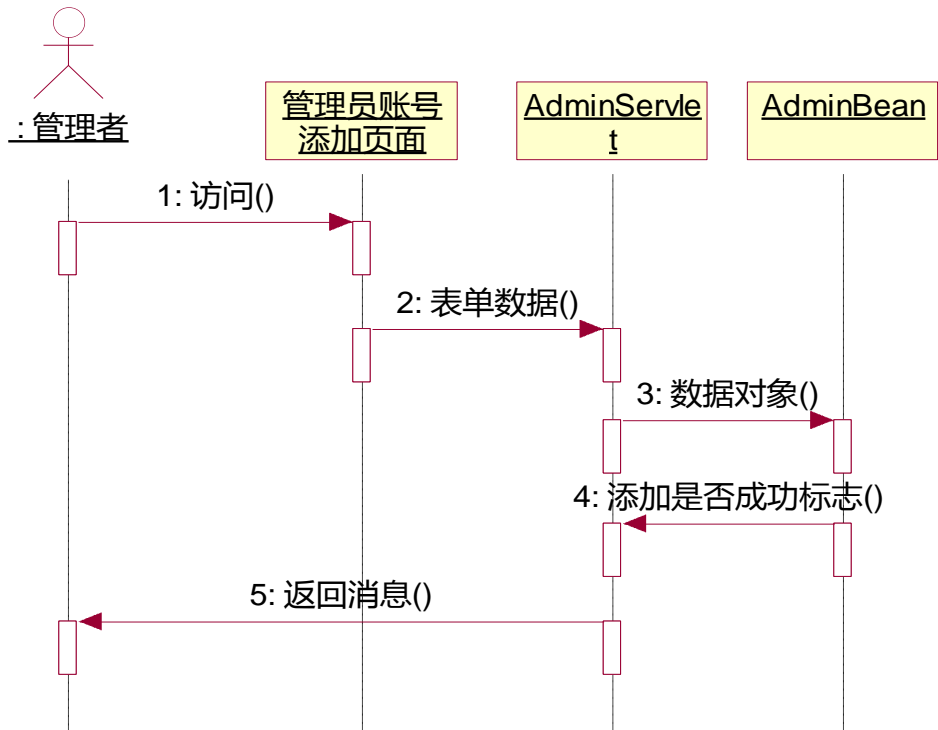 : 管理者
管理员账号
添加页面
AdminServle
t
AdminBean
1: 访问()
2: 表单数据()
3: 数据对象()
4: 添加是否成功标志()
5: 返回消息()